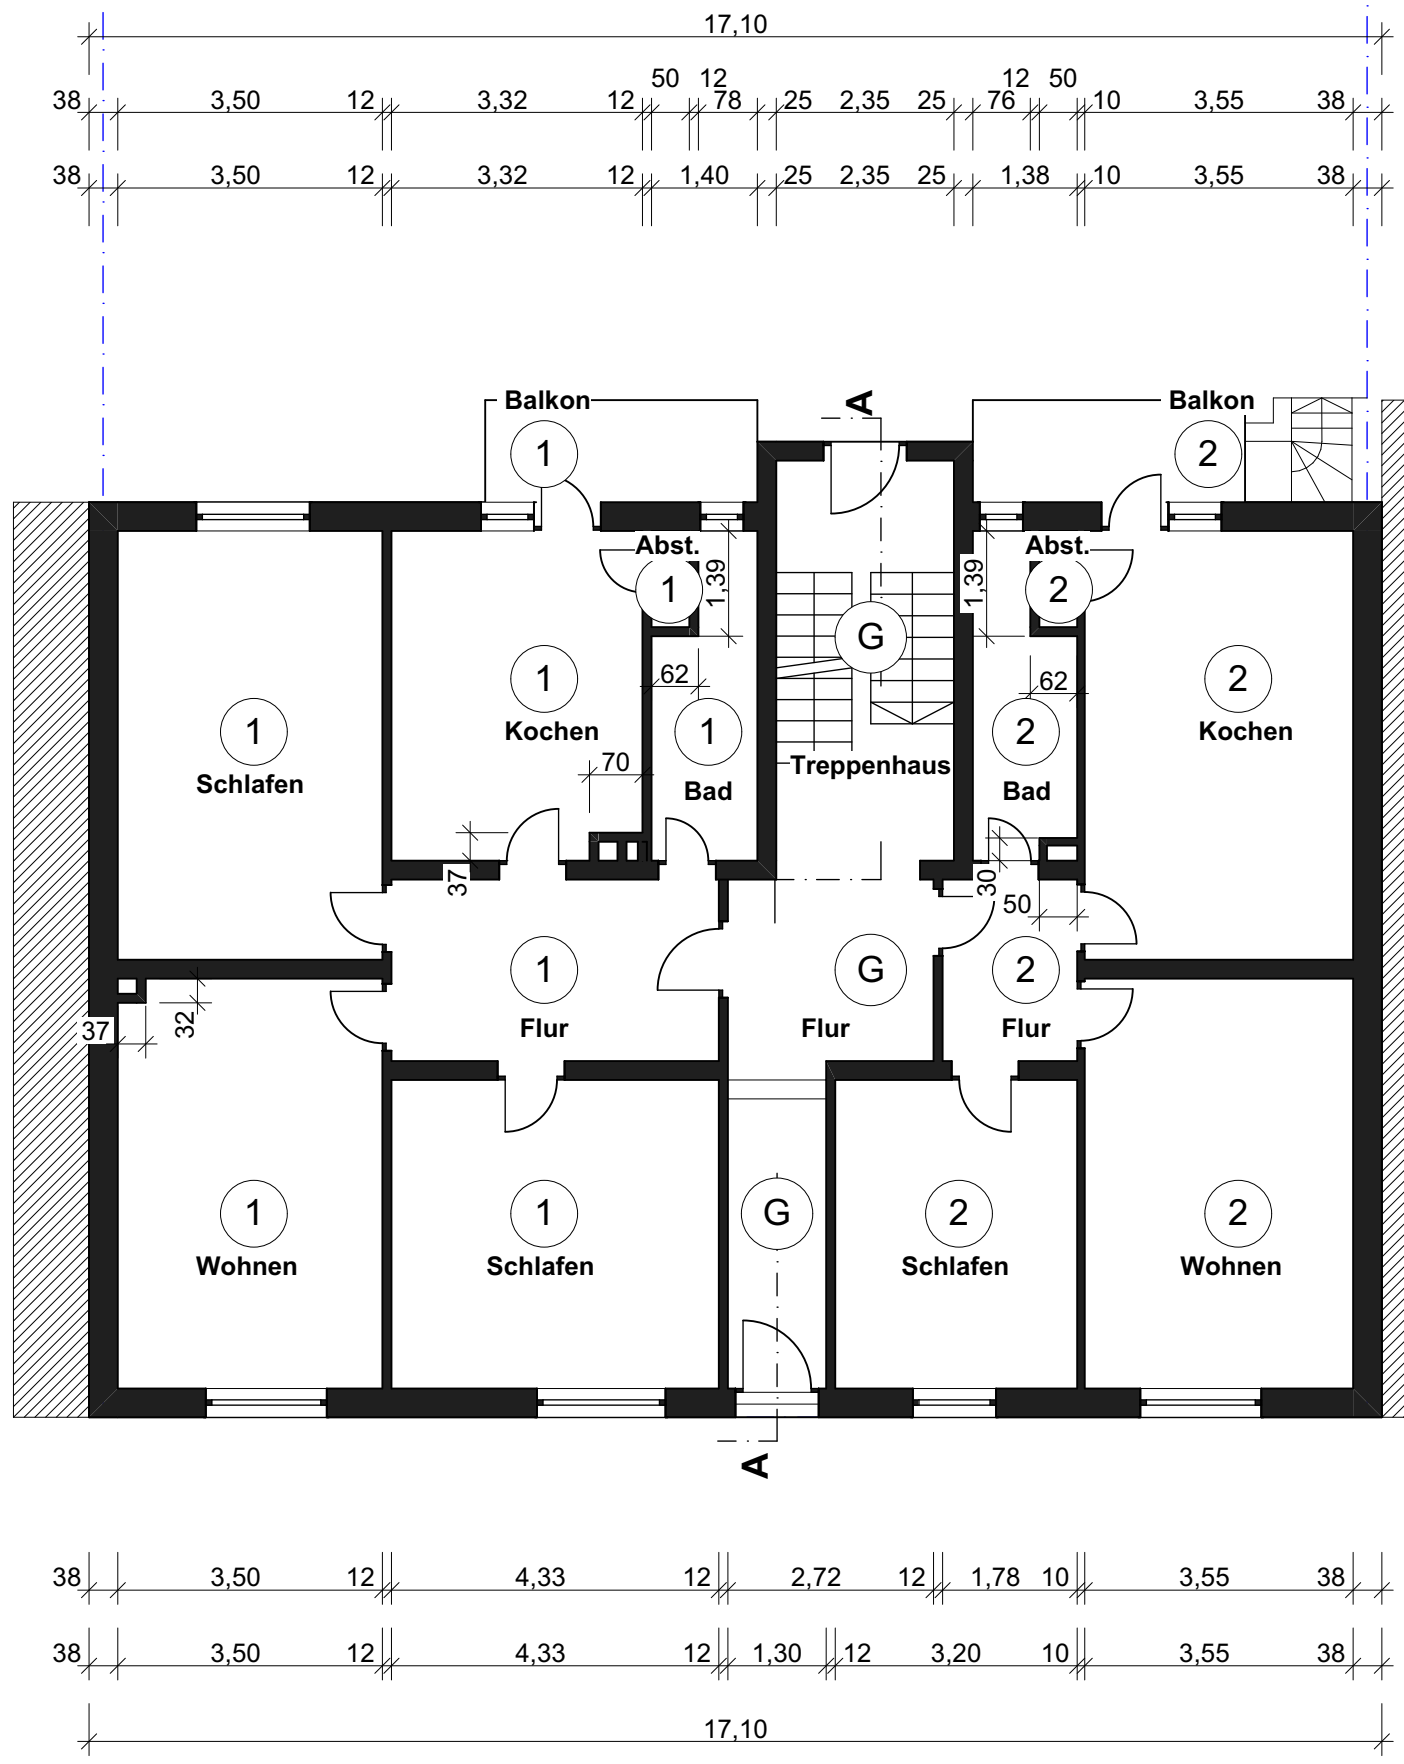 17,10
50 12 12 50
38 3,50 12 3,32 12 78 25 2,35 25 76 10 3,55 38
38 3,50 12 3,32 12 1,40 25 2,35 25 1,38 10 3,55 38
Balkon A Balkon
1 2
Abst. Abst.
1 1,39 1,39 2
G
1 62 62 2
Kochen Kochen
1 1 2
70 Treppenhaus
Schlafen Bad Bad
37 30
50
1 G 2
37 32 Flur Flur Flur
1 1 G 2 2
Wohnen Schlafen Schlafen Wohnen
A
38 3,50 12 4,33 12 2,72 12 1,78 10 3,55 38
38 3,50 12 4,33 12 1,30 12 3,20 10 3,55 38
17,10